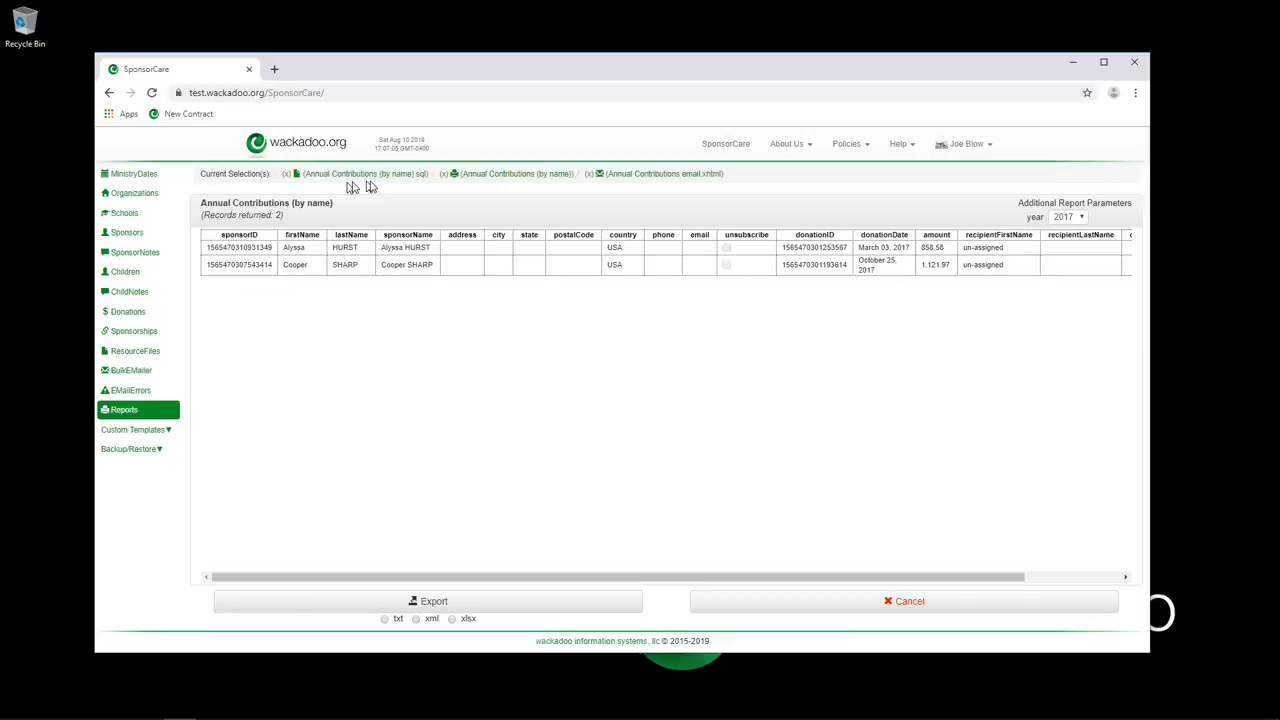 Recycle Bin
SponsorCare
test.wackadoo.org/SponsorCare/
Apps New Contract
wackadoo.org
Sat Aug 10 2019
17:07:05 GMT-0400
SponsorCare About Us Policies Help Joe Blow
Current Selection(s): (x) (Annual Contributions (by name) sql) (x) (Annual Contributions (by name)) (x) (Annual Contributions email.xhtml)
MinistryDates
Organizations
Schools
Sponsors
SponsorNotes
Children
ChildNotes
Donations
Sponsorships
ResourceFiles
BulkEMailer
EMailErrors
Reports
Custom Templates▼
Backup/Restore▼
Annual Contributions (by name)
(Records returned: 2)
Additional Report Parameters
year 2017
sponsorID firstName lastName sponsorName address city state postalCode country phone email unsubscribe donationID donationDate amount recipientFirstName recipientLastName
1565470310931349 Alyssa HURST Alyssa HURST USA 1565470301253567 March 03, 2017 858.58 un-assigned
1565470307543414 Cooper SHARP Cooper SHARP USA 1565470301193614 October 25, 2017 1,121.97 un-assigned
Export
Cancel
txt xml xlsx
wackadoo information systems, llc © 2015-2019